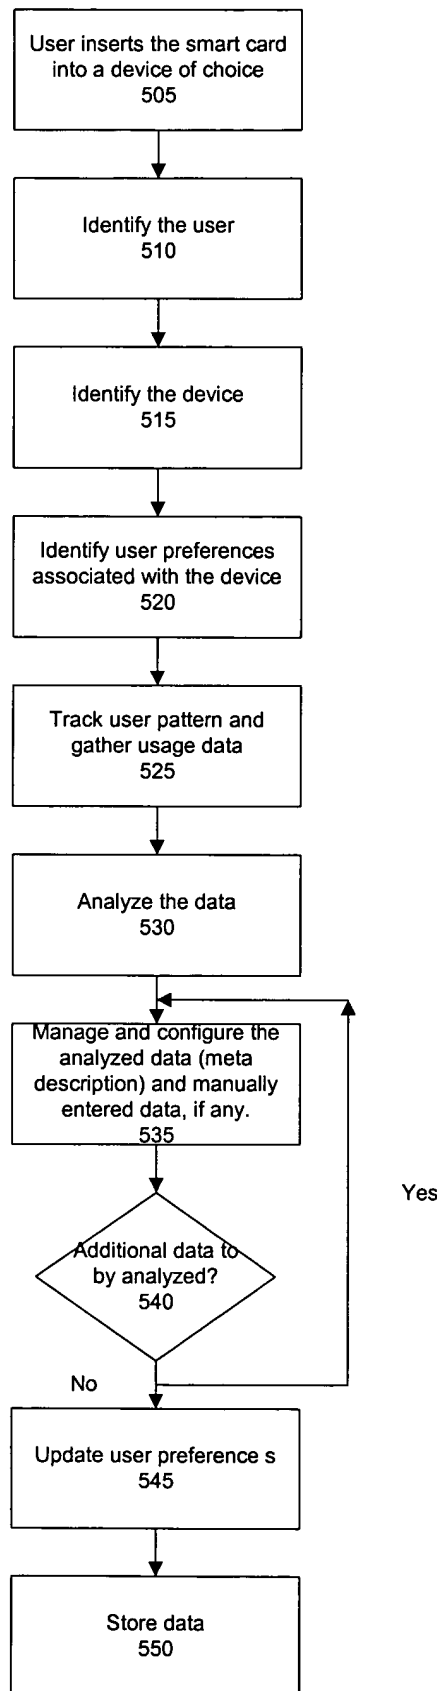 User inserts the smart card
into a device of choice
505
Identify the user
510
Identify the device
515
Identify user preferences
associated with the device
520
Track user pattern and
gather usage data
525
Analyze the data
530
Manage and configure the
analyzed data (meta
description) and manually
entered data, if any.
535
Yes
Additional data to
by analyzed?
540
No
Update user preference s
545
Store data
550